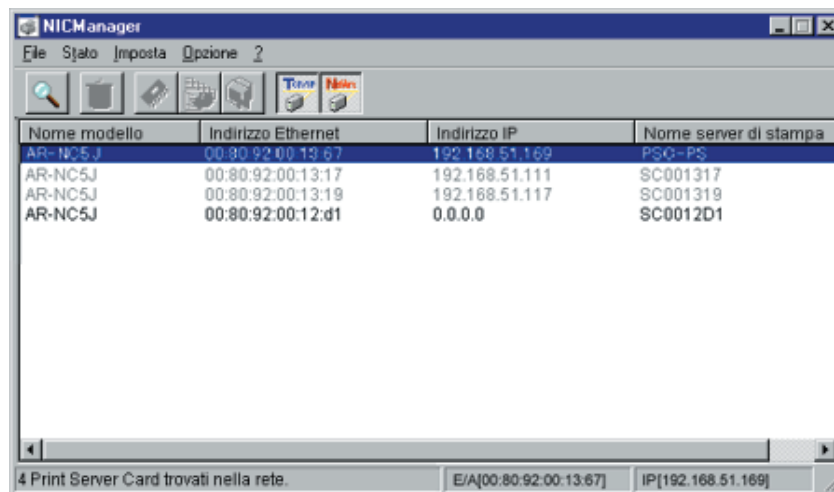 NICManager
File Stato Imposta Opzione ?
Toner Notes
Nome modello Indirizzo Ethernet Indirizzo IP Nome server di stampa
AR-NC5J 00:80:92:00:13:67 192.168.51.169 PSG-PS
AR-NC5J 00:80:92:00:13:17 192.168.51.111 SC001317
AR-NC5J 00:80:92:00:13:19 192.168.51.117 SC001319
AR-NC5J 00:80:92:00:12:d1 0.0.0.0 SC0012D1
4 Print Server Card trovati nella rete. E/A[00:80:92:00:13:67] IP[192.168.51.169]